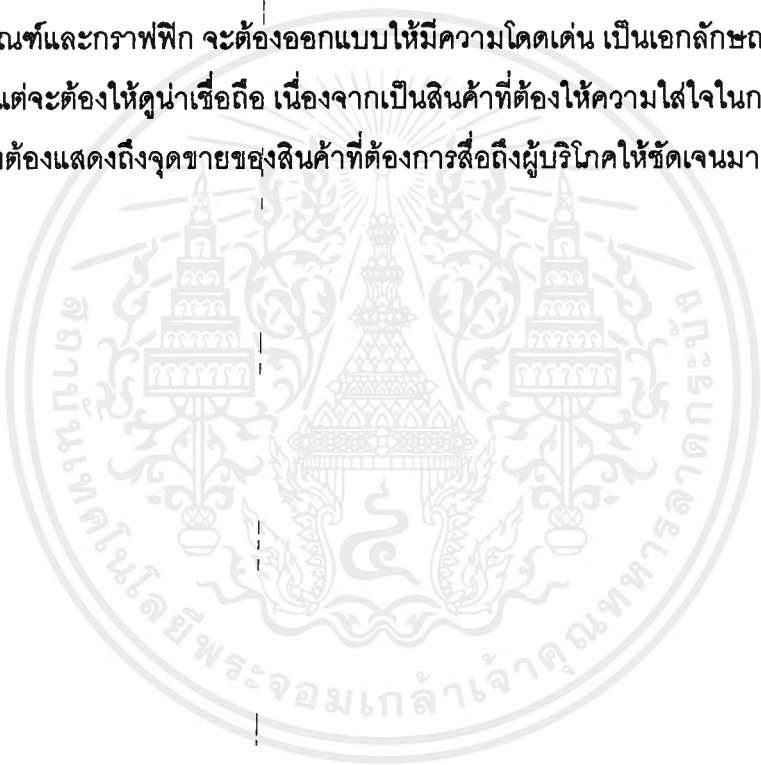 ณฑ์และกราฟฟิก จะต้องออกแบบให้มีความโดดเด่น เป็นเอกลักษณ
แต่จะต้องให้ดูน่าเชื่อถือ เนื่องจากเป็นสินค้าที่ต้องให้ความใส่ใจในก
งต้องแสดงถึงจุดขายของสินค้าที่ต้องการสื่อถึงผู้บริโภคให้ชัดเจนมา
สถาบันเทคโนโลยีพระจอมเกล้าเจ้าคุณทหารลาดกระบัง
๔